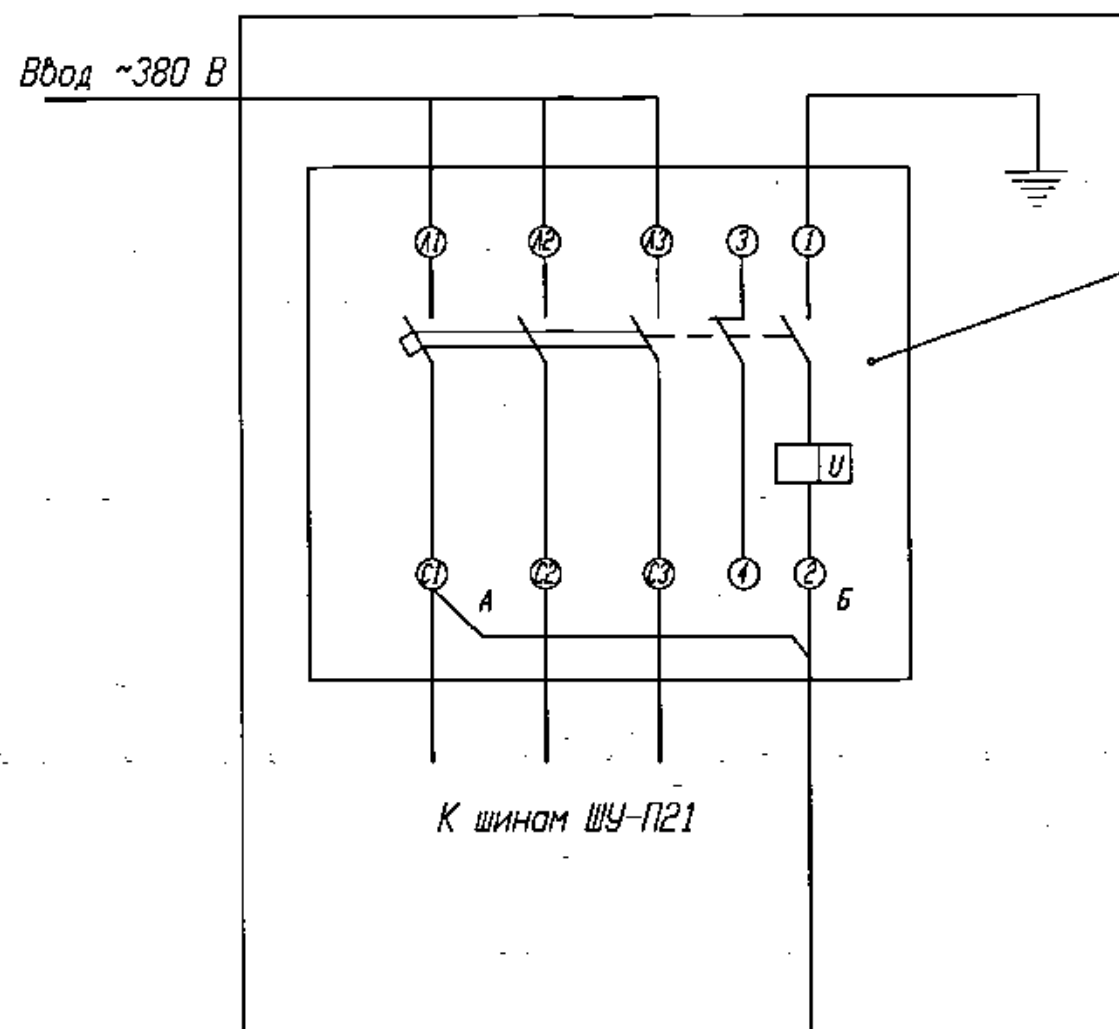 Ввод ~380 В
Л1 Л2 Л3 3 1
U
С1 С2 С3 4 2
А Б
К шинам ШУ-П21